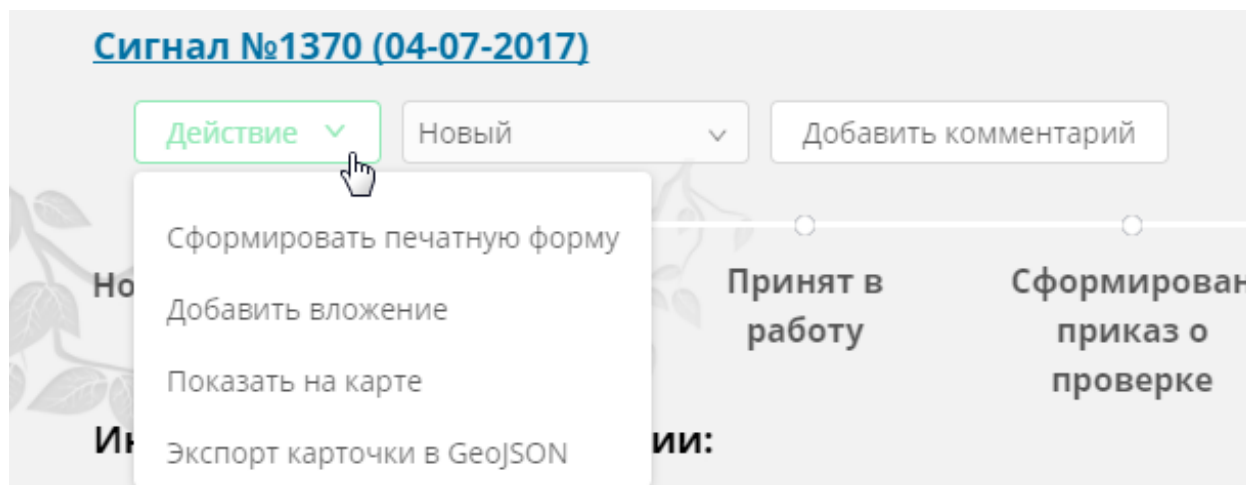 Сигнал №1370 (04-07-2017)
Действие Новый Добавить комментарий
Сформировать печатную форму
Добавить вложение
Показать на карте
Экспорт карточки в GeoJSON
Принят в
работу
Сформирован
приказ о
проверке